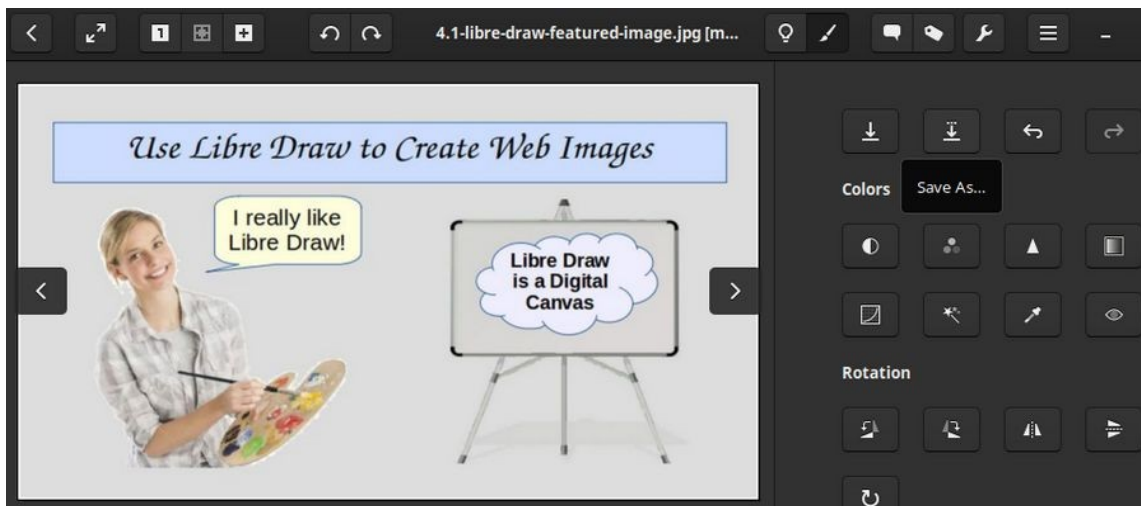 1
4.1-libre-draw-featured-image.jpg [m...
Use Libre Draw to Create Web Images
I really like
Libre Draw!
Libre Draw
is a Digital
Canvas
Colors
Save As...
Rotation